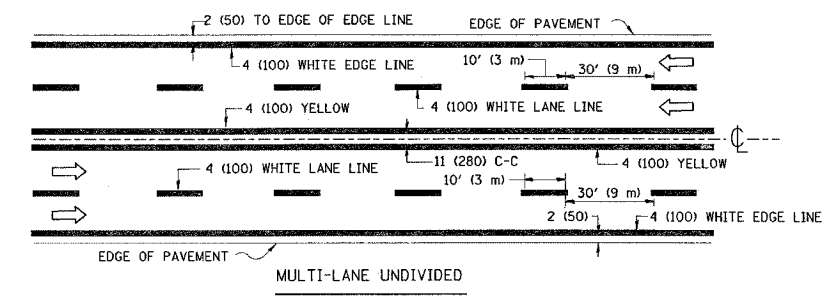 2 (50) TO EDGE OF EDGE LINE
EDGE OF PAVEMENT
4 (100) WHITE EDGE LINE
10' (3 m)
30' (9 m)
4 (100) YELLOW
4 (100) WHITE LANE LINE
℄
4 (100) WHITE LANE LINE
11 (280) C-C
4 (100) YELLOW
10' (3 m)
30' (9 m)
2 (50)
4 (100) WHITE EDGE LINE
EDGE OF PAVEMENT
MULTI-LANE UNDIVIDED